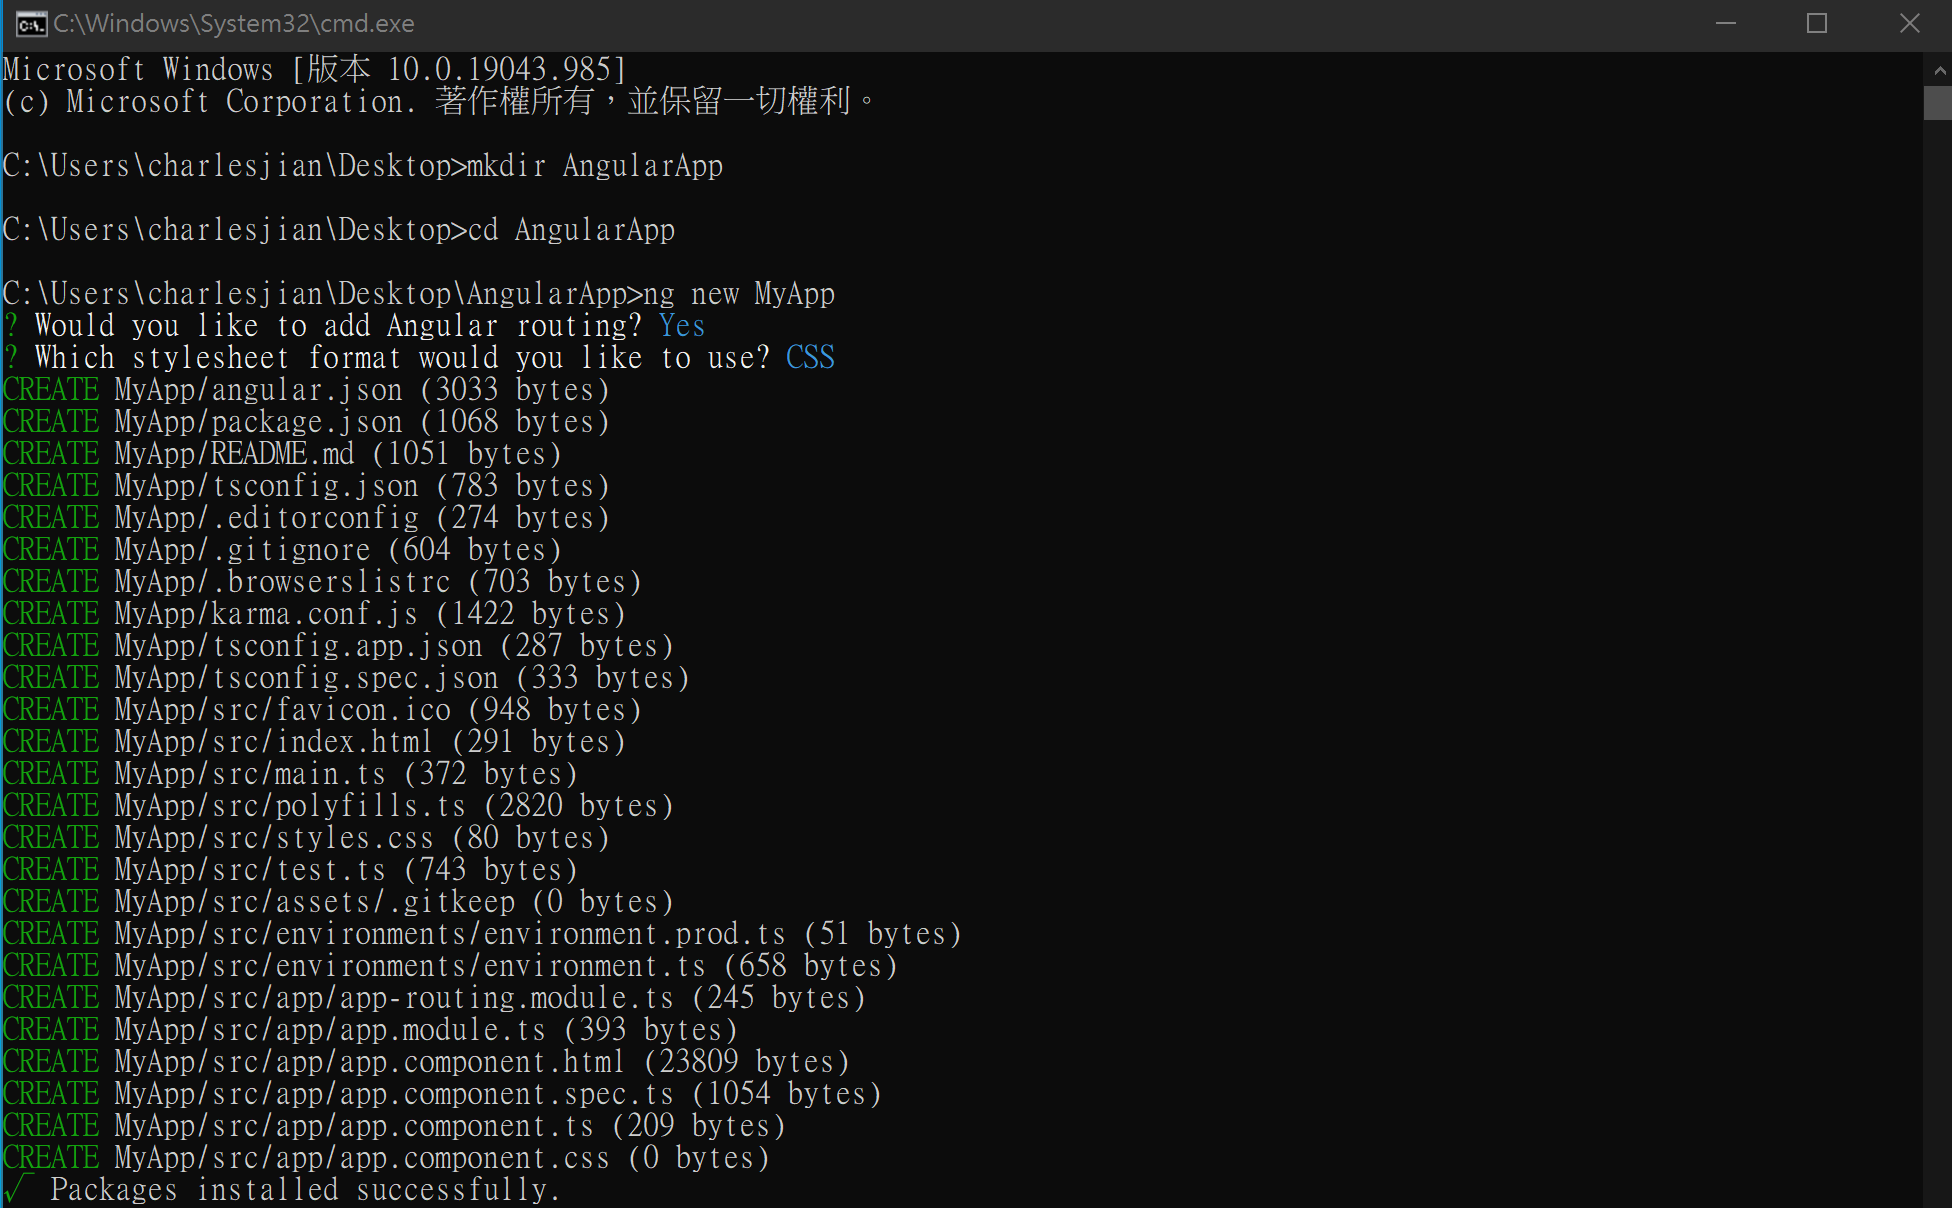 C:\Windows\System32\cmd.exe
Microsoft Windows [版本 10.0.19043.985]
(c) Microsoft Corporation. 著作權所有，並保留一切權利。
C:\Users\charlesjian\Desktop>mkdir AngularApp
C:\Users\charlesjian\Desktop>cd AngularApp
C:\Users\charlesjian\Desktop\AngularApp>ng new MyApp
? Would you like to add Angular routing? Yes
? Which stylesheet format would you like to use? CSS
CREATE MyApp/angular.json (3033 bytes)
CREATE MyApp/package.json (1068 bytes)
CREATE MyApp/README.md (1051 bytes)
CREATE MyApp/tsconfig.json (783 bytes)
CREATE MyApp/.editorconfig (274 bytes)
CREATE MyApp/.gitignore (604 bytes)
CREATE MyApp/.browserslistrc (703 bytes)
CREATE MyApp/karma.conf.js (1422 bytes)
CREATE MyApp/tsconfig.app.json (287 bytes)
CREATE MyApp/tsconfig.spec.json (333 bytes)
CREATE MyApp/src/favicon.ico (948 bytes)
CREATE MyApp/src/index.html (291 bytes)
CREATE MyApp/src/main.ts (372 bytes)
CREATE MyApp/src/polyfills.ts (2820 bytes)
CREATE MyApp/src/styles.css (80 bytes)
CREATE MyApp/src/test.ts (743 bytes)
CREATE MyApp/src/assets/.gitkeep (0 bytes)
CREATE MyApp/src/environments/environment.prod.ts (51 bytes)
CREATE MyApp/src/environments/environment.ts (658 bytes)
CREATE MyApp/src/app/app-routing.module.ts (245 bytes)
CREATE MyApp/src/app/app.module.ts (393 bytes)
CREATE MyApp/src/app/app.component.html (23809 bytes)
CREATE MyApp/src/app/app.component.spec.ts (1054 bytes)
CREATE MyApp/src/app/app.component.ts (209 bytes)
CREATE MyApp/src/app/app.component.css (0 bytes)
√ Packages installed successfully.